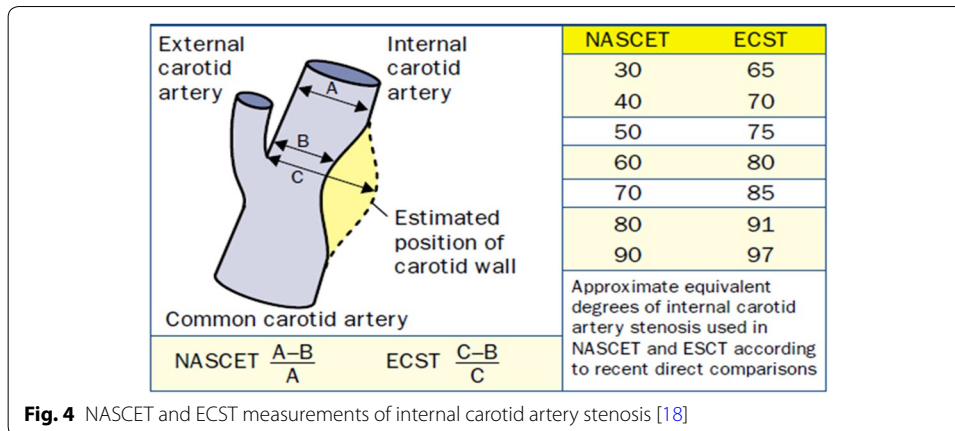 External
carotid
artery
Internal
carotid
artery
A
B
C
Estimated
position of
carotid wall
Common carotid artery
NASCET A–B
A
ECST C–B
C
NASCET ECST
30 65
40 70
50 75
60 80
70 85
80 91
90 97
Approximate equivalent
degrees of internal carotid
artery stenosis used in
NASCET and ESCT according
to recent direct comparisons
Fig. 4 NASCET and ECST measurements of internal carotid artery stenosis [18]